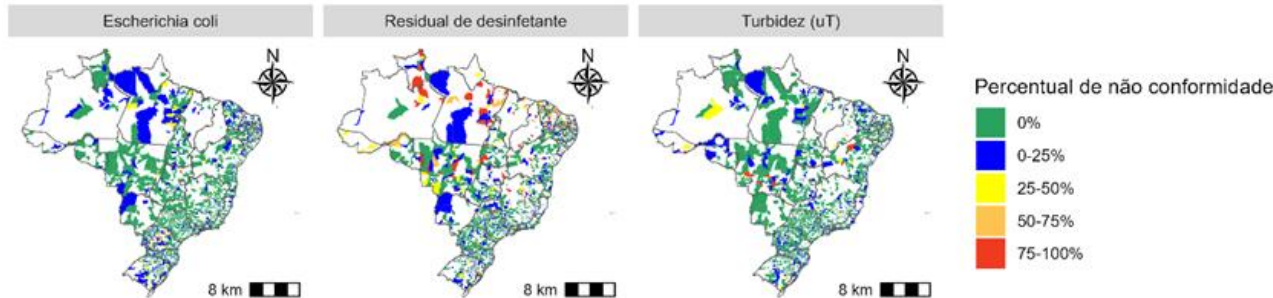 Escherichia coli
Residual de desinfetante
Turbidez (uT)
N
N
N
8 km
8 km
8 km
Percentual de não conformidade
0%
0-25%
25-50%
50-75%
75-100%